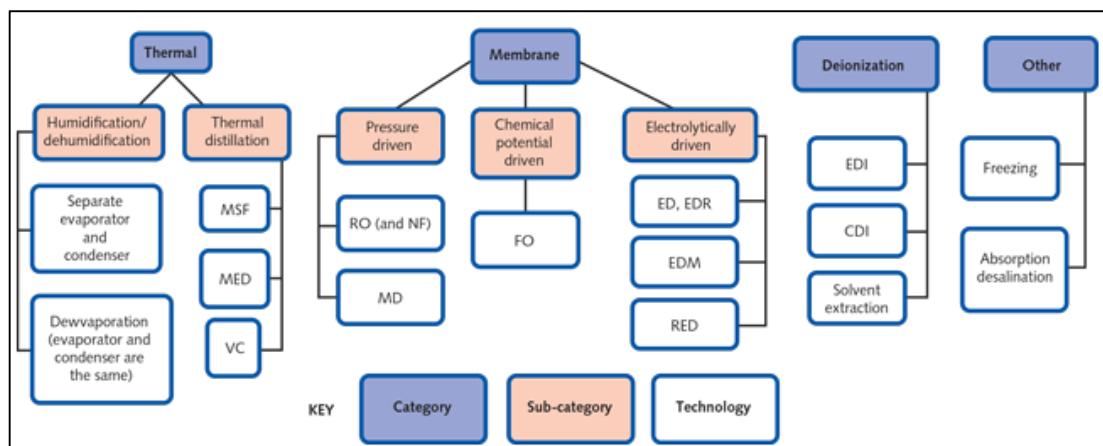 Thermal
Humidification/
dehumidification
Thermal
distillation
Separate
evaporator
and
condenser
Dewvaporation
(evaporator and
condenser are
the same)
MSF
MED
VC
Membrane
Pressure
driven
Chemical
potential
driven
Electrolytically
driven
RO (and NF)
MD
FO
ED, EDR
EDM
RED
Deionization
EDI
CDI
Solvent
extraction
Other
Freezing
Absorption
desalination
KEY
Category
Sub-category
Technology